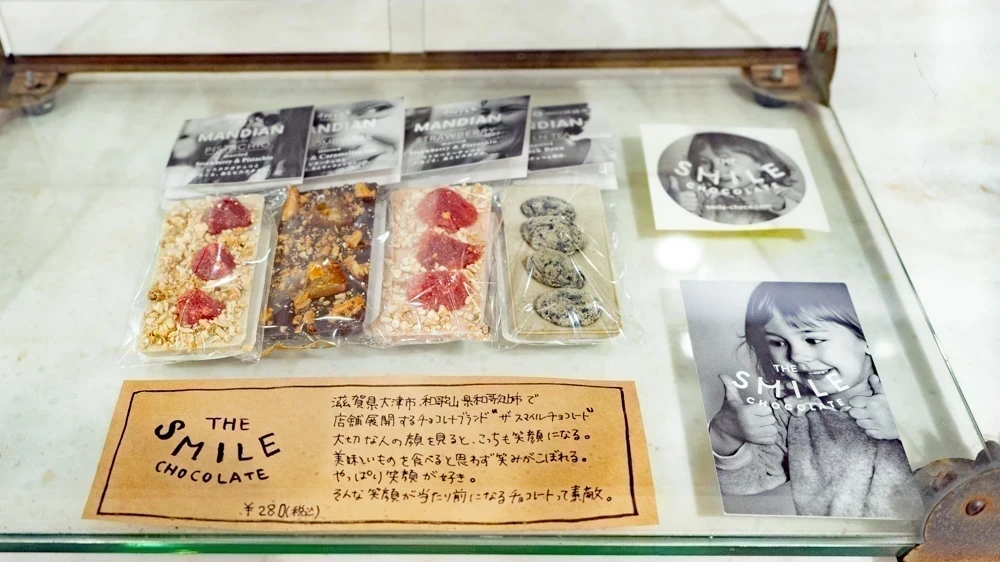 MANDIAN
PISTACHIO
MANDIAN
STRAWBERRY
Strawberry & Pistachio
THE
SMILE
CHOCOLATE
THE
SMILE
CHOCOLATE
THE
SMILE
CHOCOLATE
¥280(税込)
滋賀県大津市、和歌山県和歌山市で
店舗展開するチョコレートブランド"ザ スマイルチョコレート"
大切な人の顔を見ると、こっちも笑顔になる。
美味しいものを食べると思わず笑みがこぼれる。
やっぱり笑顔が好き。
そんな笑顔が当たり前になるチョコレートって素敵。